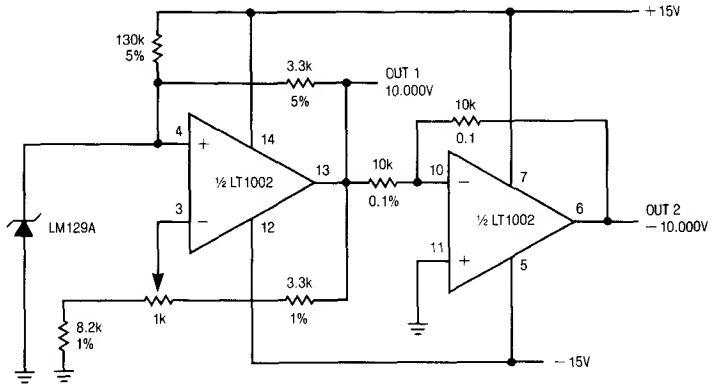 + 15V
130k
5%
3.3k
5%
OUT 1
10.000V
10k
0.1
4
+
14
½ LT1002
13
10k
0.1%
10
−
7
½ LT1002
6
OUT 2
− 10.000V
3
−
12
11
+
5
LM129A
1k
3.3k
1%
8.2k
1%
− 15V